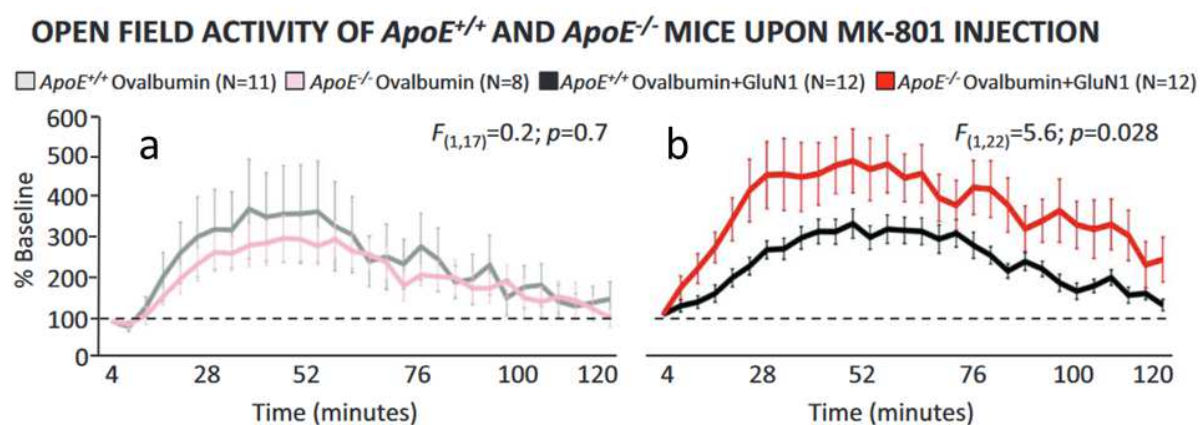 OPEN FIELD ACTIVITY OF ApoE+/+ AND ApoE-/- MICE UPON MK-801 INJECTION
ApoE+/+ Ovalbumin (N=11) ApoE-/- Ovalbumin (N=8) ApoE+/+ Ovalbumin+GluN1 (N=12) ApoE-/- Ovalbumin+GluN1 (N=12)
% Baseline
600
500
400
300
200
100
0
a
F(1,17)=0.2; p=0.7
4 28 52 76 100 120
Time (minutes)
b
F(1,22)=5.6; p=0.028
4 28 52 76 100 120
Time (minutes)